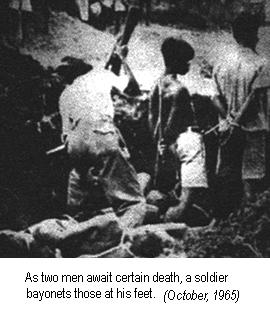 As two men await certain death, a soldier
bayonets those at his feet. (October, 1965)